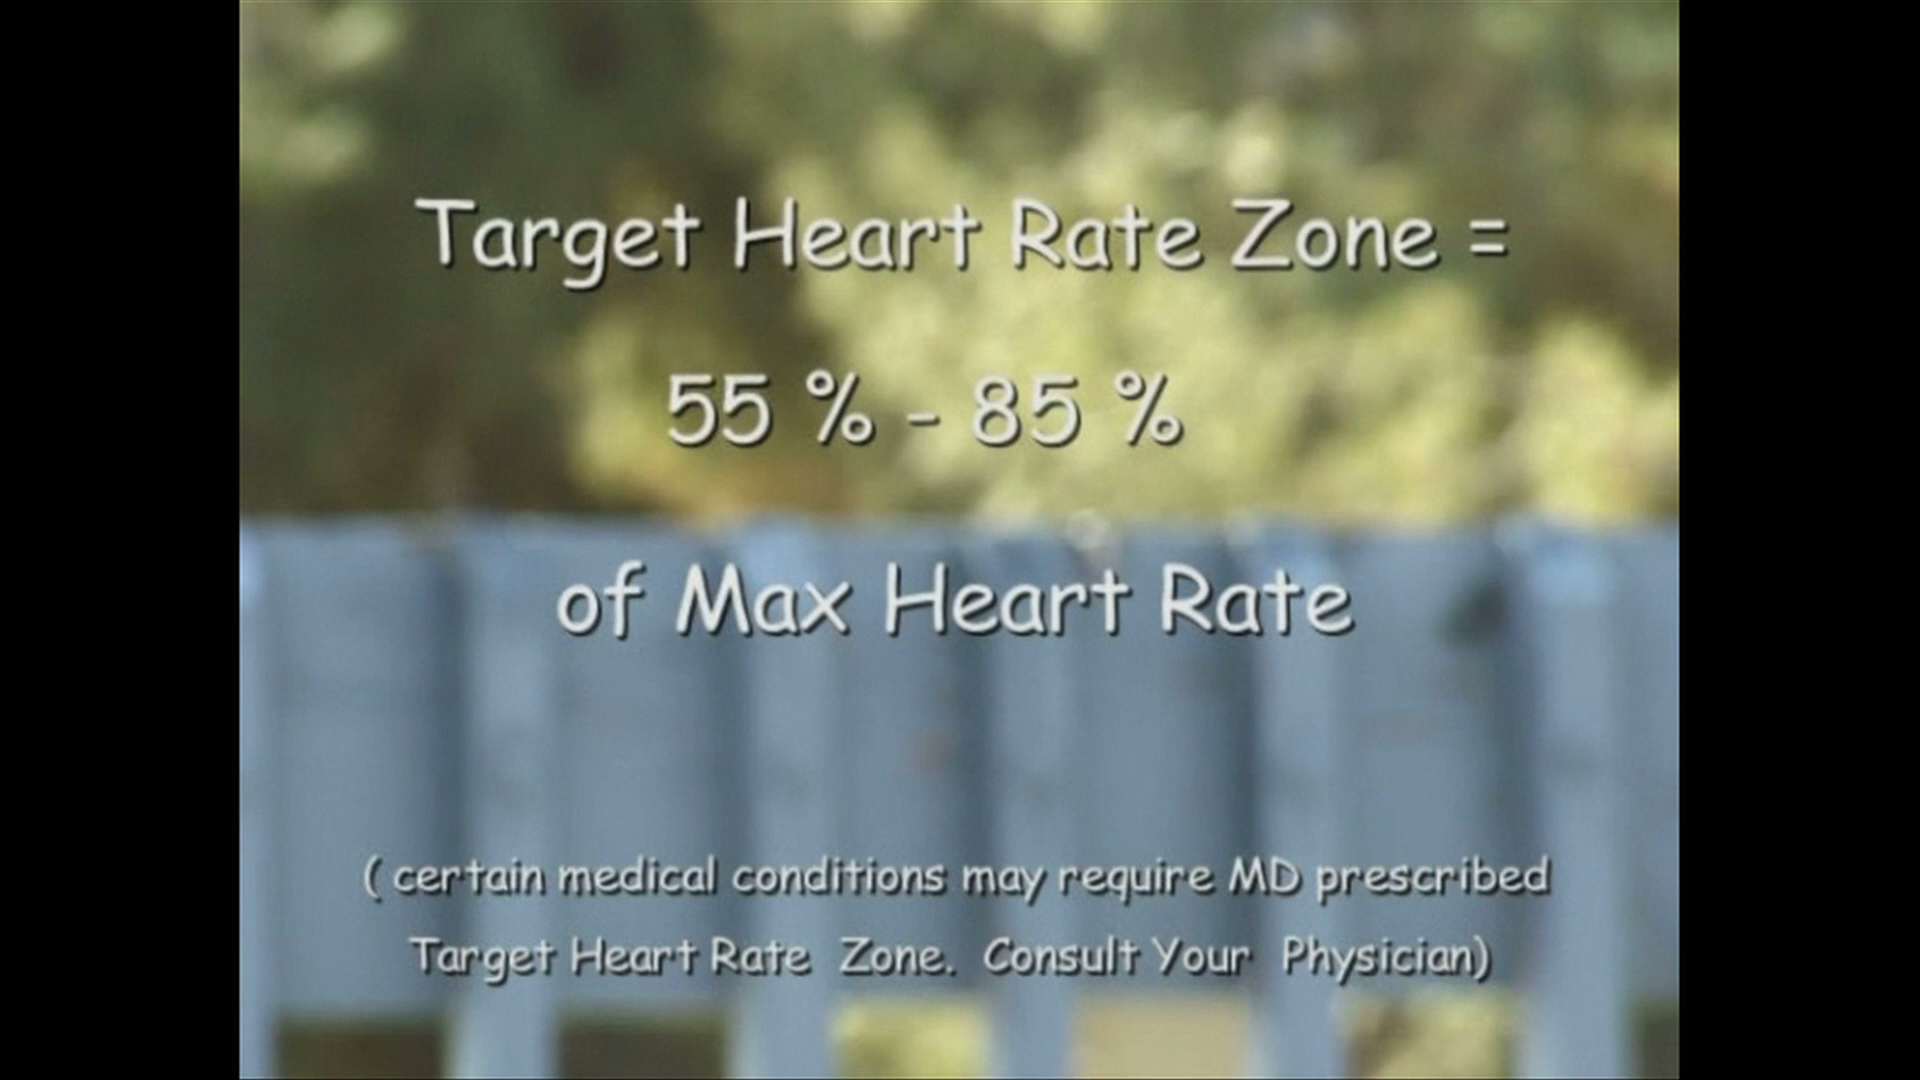 Target Heart Rate Zone =
55 % - 85 %
of Max Heart Rate
( certain medical conditions may require MD prescribed
Target Heart Rate Zone. Consult Your Physician)